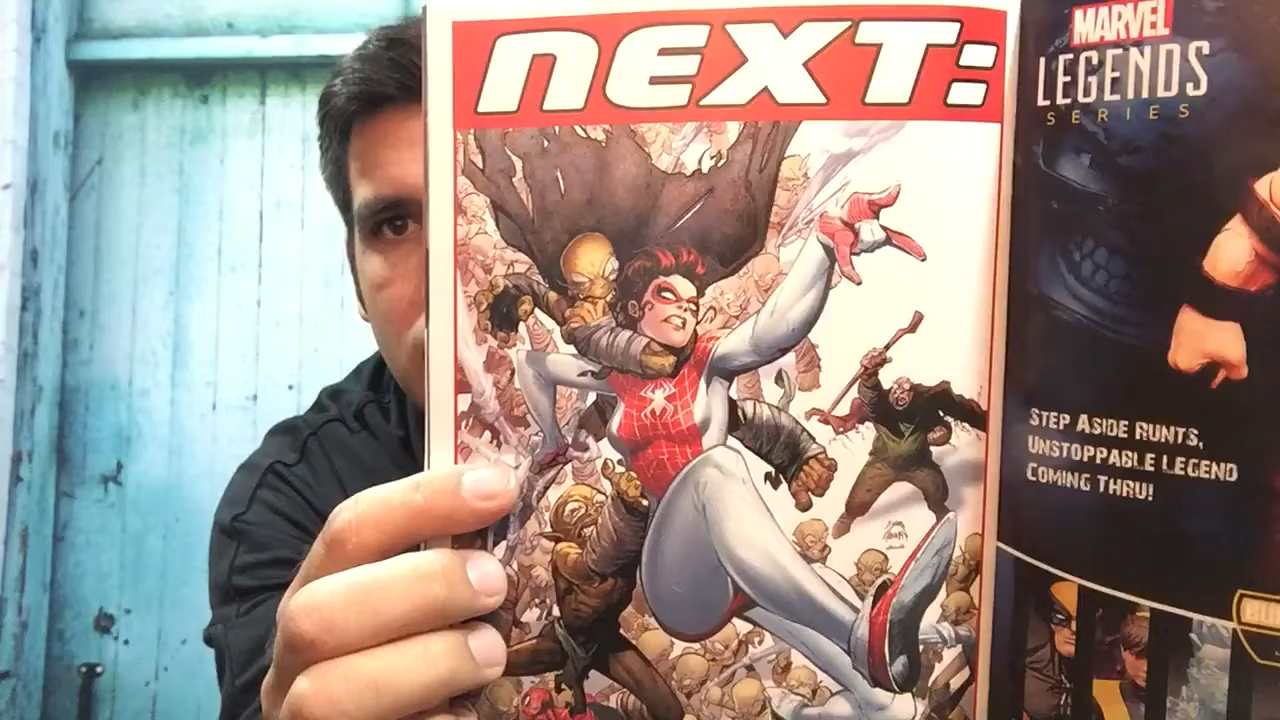 NEXT:
MARVEL
LEGENDS
SERIES
STEP ASIDE RUNTS,
UNSTOPPABLE LEGEND
COMING THRU!